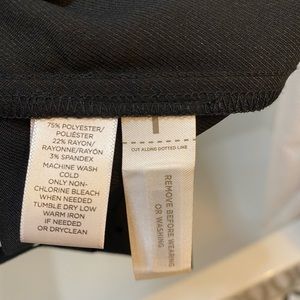 75% POLYESTER/
POLIÉSTER
22% RAYON/
RAYONNE/RAYÓN
3% SPANDEX
MACHINE WASH
COLD
ONLY NON-
CHLORINE BLEACH
WHEN NEEDED
TUMBLE DRY LOW
WARM IRON
IF NEEDED
OR DRYCLEAN
CUT ALONG DOTTED LINE
REMOVE BEFORE WEARING
OR WASHING